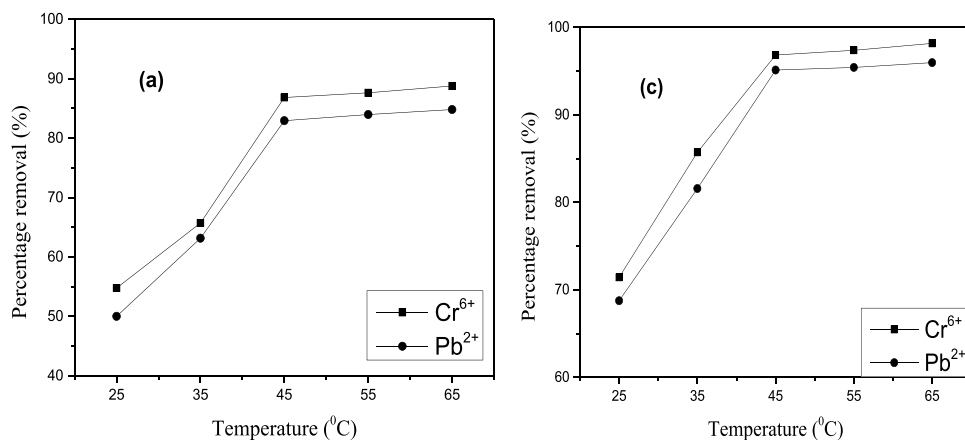 100
90
80
70
60
50
40
Percentage removal (%)
(a)
Cr⁶⁺
Pb²⁺
25 35 45 55 65
Temperature (⁰C)
100
90
80
70
60
Percentage removal (%)
(c)
Cr⁶⁺
Pb²⁺
25 35 45 55 65
Temperature (⁰C)